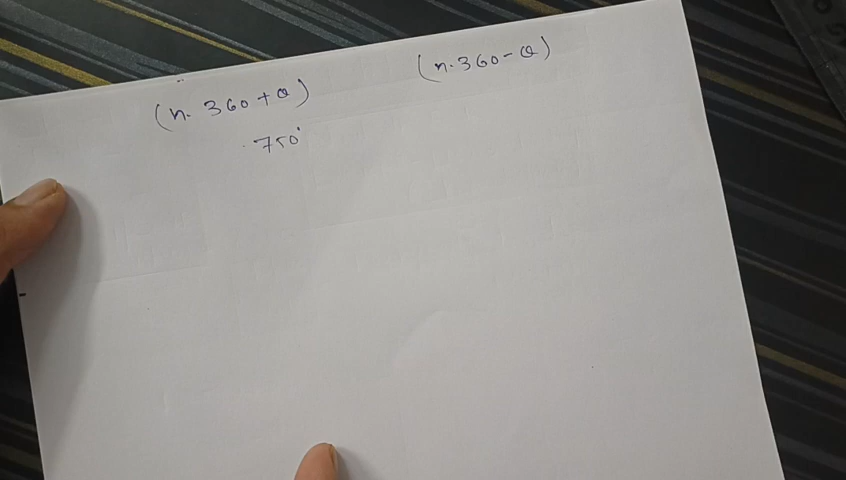 (n. 360 + θ)
(n. 360 - θ)
750°